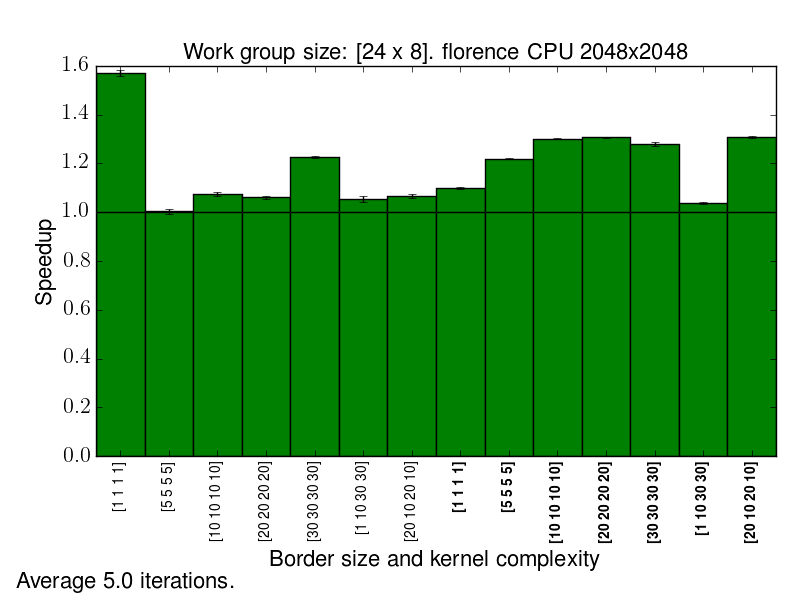 Work group size: [24 x 8]. florence CPU 2048x2048
1.6
1.4
1.2
1.0
0.8
0.6
0.4
0.2
0.0
Speedup
[1 1 1 1]
[5 5 5 5]
[10 10 10 10]
[20 20 20 20]
[30 30 30 30]
[1 10 30 30]
[20 10 20 10]
[1 1 1 1]
[5 5 5 5]
[10 10 10 10]
[20 20 20 20]
[30 30 30 30]
[1 10 30 30]
[20 10 20 10]
Border size and kernel complexity
Average 5.0 iterations.